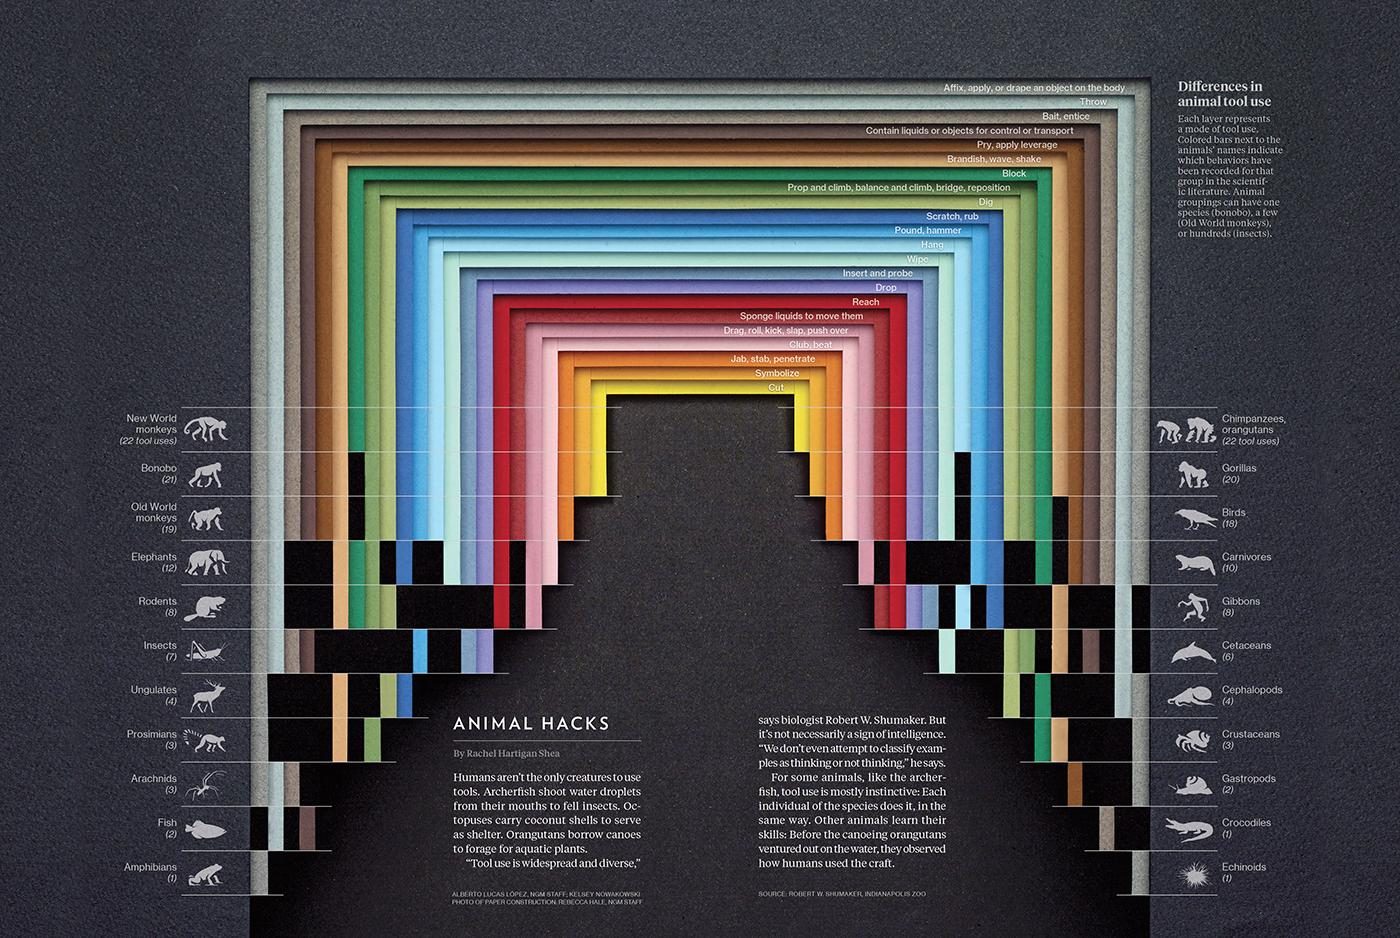 Affix, apply, or drape an object on the body
Throw
Bait, entice
Contain liquids or objects for control or transport
Pry, apply leverage
Brandish, wave, shake
Block
Prop and climb, balance and climb, bridge, reposition
Dig
Scratch, rub
Pound, hammer
Hang
Wipe
Insert and probe
Drop
Reach
Sponge liquids to move them
Drag, roll, kick, slap, push over
Club, beat
Jab, stab, penetrate
Symbolize
Cut
Differences in
animal tool use
Each layer represents
a mode of tool use.
Colored bars next to the
animals' names indicate
which behaviors have
been recorded for that
group in the scientif-
ic literature. Animal
groupings can have one
species (bonobo), a few
(Old World monkeys),
or hundreds (insects).
New World
monkeys
(22 tool uses)
Bonobo
(21)
Old World
monkeys
(19)
Elephants
(12)
Rodents
(8)
Insects
(7)
Ungulates
(4)
Prosimians
(3)
Arachnids
(3)
Fish
(2)
Amphibians
(1)
Chimpanzees,
orangutans
(22 tool uses)
Gorillas
(20)
Birds
(18)
Carnivores
(10)
Gibbons
(8)
Cetaceans
(6)
Cephalopods
(4)
Crustaceans
(3)
Gastropods
(2)
Crocodiles
(1)
Echinoids
(1)
ANIMAL HACKS
By Rachel Hartigan Shea
Humans aren't the only creatures to use
tools. Archerfish shoot water droplets
from their mouths to fell insects. Oc-
topuses carry coconut shells to serve
as shelter. Orangutans borrow canoes
to forage for aquatic plants.
"Tool use is widespread and diverse,"
says biologist Robert W. Shumaker. But
it's not necessarily a sign of intelligence.
"We don't even attempt to classify exam-
ples as thinking or not thinking," he says.
For some animals, like the archer-
fish, tool use is mostly instinctive: Each
individual of the species does it, in the
same way. Other animals learn their
skills: Before the canoeing orangutans
ventured out on the water, they observed
how humans used the craft.
ALBERTO LUCAS LÓPEZ, NGM STAFF; KELSEY NOWAKOWSKI
PHOTO OF PAPER CONSTRUCTION: REBECCA HALE, NGM STAFF
SOURCE: ROBERT W. SHUMAKER, INDIANAPOLIS ZOO